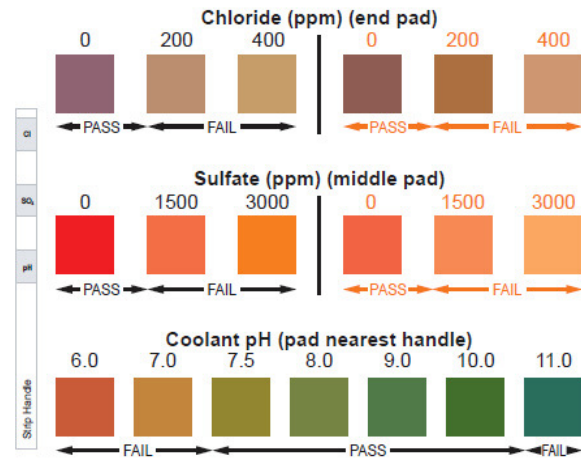 Chloride (ppm) (end pad)
0 200 400 0 200 400
PASS FAIL PASS FAIL
Cl
Sulfate (ppm) (middle pad)
SO₄
0 1500 3000 0 1500 3000
pH
PASS FAIL PASS FAIL
Coolant pH (pad nearest handle)
6.0 7.0 7.5 8.0 9.0 10.0 11.0
Strip Handle
FAIL PASS FAIL